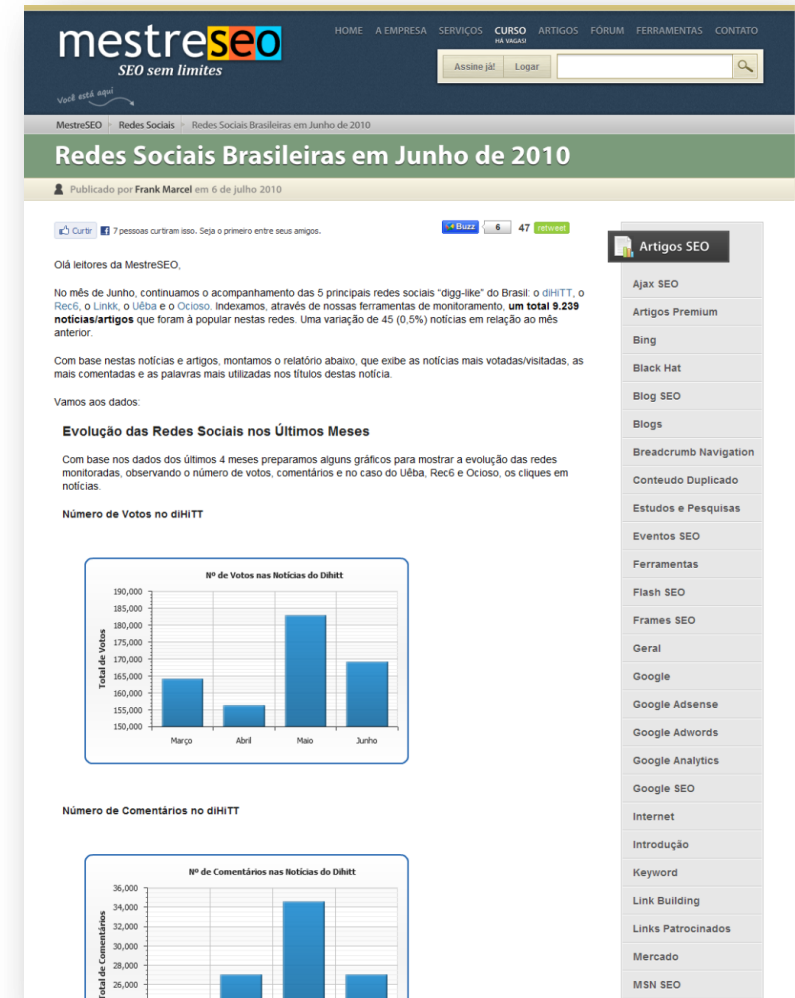 mestreseo
SEO sem limites
HOME A EMPRESA SERVIÇOS CURSO ARTIGOS FÓRUM FERRAMENTAS CONTATO
HÁ VAGAS!
Assine já! Logar
Você está aqui
MestreSEO Redes Sociais Redes Sociais Brasileiras em Junho de 2010
Redes Sociais Brasileiras em Junho de 2010
Publicado por Frank Marcel em 6 de julho 2010
Curtir 7 pessoas curtiram isso. Seja o primeiro entre seus amigos.
Buzz 6 47 retweet
Olá leitores da MestreSEO,
No mês de Junho, continuamos o acompanhamento das 5 principais redes sociais "digg-like" do Brasil: o diHiTT, o
Rec6, o Linkk, o Uêba e o Ocioso. Indexamos, através de nossas ferramentas de monitoramento, um total 9.239
notícias/artigos que foram à popular nestas redes. Uma variação de 45 (0,5%) notícias em relação ao mês
anterior.
Com base nestas notícias e artigos, montamos o relatório abaixo, que exibe as notícias mais votadas/visitadas, as
mais comentadas e as palavras mais utilizadas nos títulos destas notícia.
Vamos aos dados:
Evolução das Redes Sociais nos Últimos Meses
Com base nos dados dos últimos 4 meses preparamos alguns gráficos para mostrar a evolução das redes
monitoradas, observando o número de votos, comentários e no caso do Uêba, Rec6 e Ocioso, os cliques em
notícias.
Número de Votos no diHiTT
Nº de Votos nas Notícias do Dihitt
Total de Votos
190,000
185,000
180,000
175,000
170,000
165,000
160,000
155,000
150,000
Março Abril Maio Junho
Número de Comentários no diHiTT
Nº de Comentários nas Notícias do Dihitt
Total de Comentários
36,000
34,000
32,000
30,000
28,000
26,000
Artigos SEO
Ajax SEO
Artigos Premium
Bing
Black Hat
Blog SEO
Blogs
Breadcrumb Navigation
Conteudo Duplicado
Estudos e Pesquisas
Eventos SEO
Ferramentas
Flash SEO
Frames SEO
Geral
Google
Google Adsense
Google Adwords
Google Analytics
Google SEO
Internet
Introdução
Keyword
Link Building
Links Patrocinados
Mercado
MSN SEO